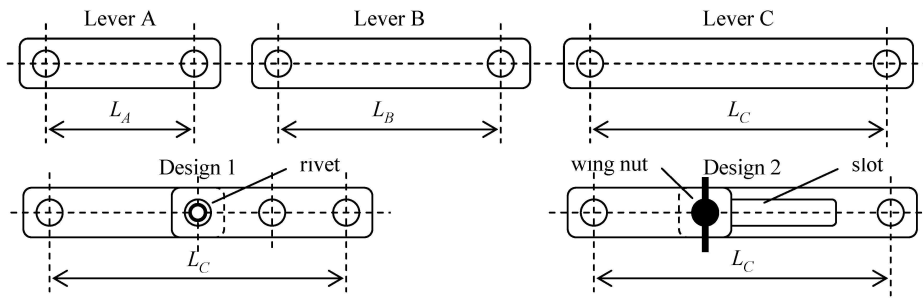 Lever A Lever B Lever C
L_A L_B L_C
Design 1 rivet wing nut Design 2 slot
L_C L_C